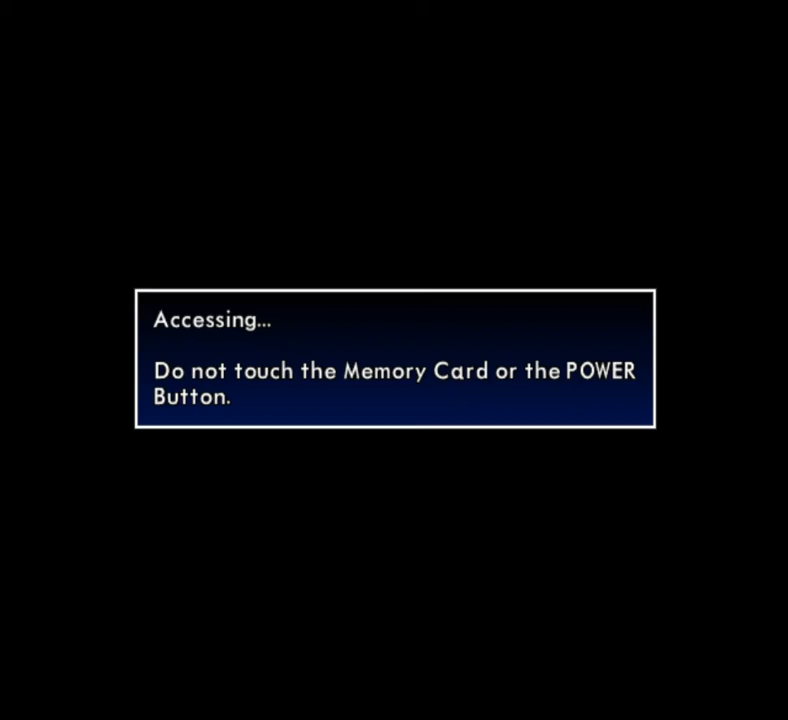 Accessing...
Do not touch the Memory Card or the POWER
Button.